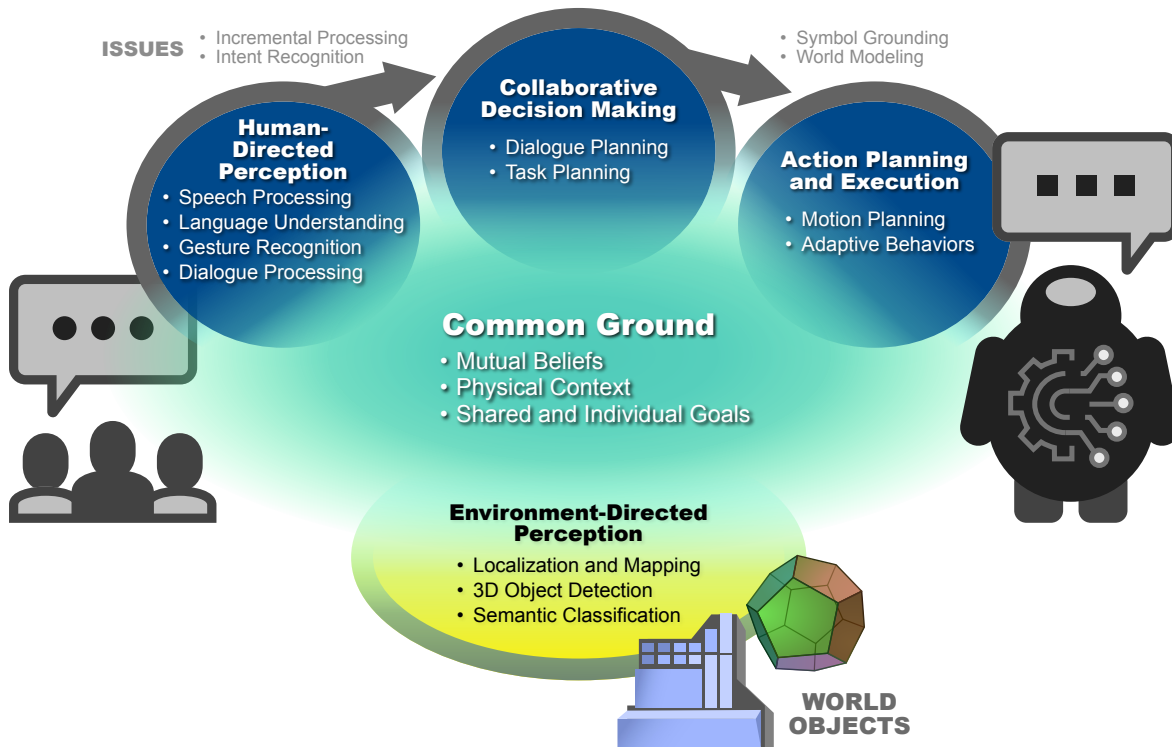 ISSUES
• Incremental Processing
• Intent Recognition
• Symbol Grounding
• World Modeling
Human-
Directed
Perception
• Speech Processing
• Language Understanding
• Gesture Recognition
• Dialogue Processing
Collaborative
Decision Making
• Dialogue Planning
• Task Planning
Action Planning
and Execution
• Motion Planning
• Adaptive Behaviors
Common Ground
• Mutual Beliefs
• Physical Context
• Shared and Individual Goals
Environment-Directed
Perception
• Localization and Mapping
• 3D Object Detection
• Semantic Classification
WORLD
OBJECTS